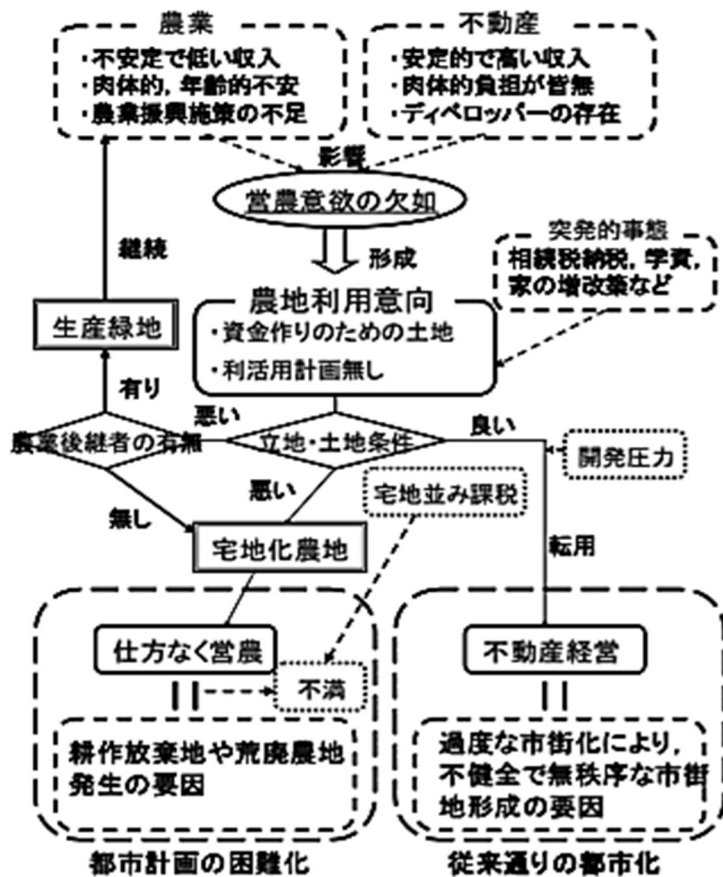 農業
・不安定で低い収入
・肉体的，年齢的不安
・農業振興施策の不足
不動産
・安定的で高い収入
・肉体的負担が皆無
・ディベロッパーの存在
影響
営農意欲の欠如
形成
突発的事態
相続税納税，学資，
家の増改築など
継続
農地利用意向
・資金作りのための土地
・利活用計画無し
生産緑地
有り
悪い
農業後継者の有無
立地・土地条件
良い
開発圧力
悪い
宅地並み課税
無し
宅地化農地
転用
仕方なく営農
不満
不動産経営
耕作放棄地や荒廃農地
発生の要因
過度な市街化により，
不健全で無秩序な市街
地形成の要因
都市計画の困難化
従来通りの都市化